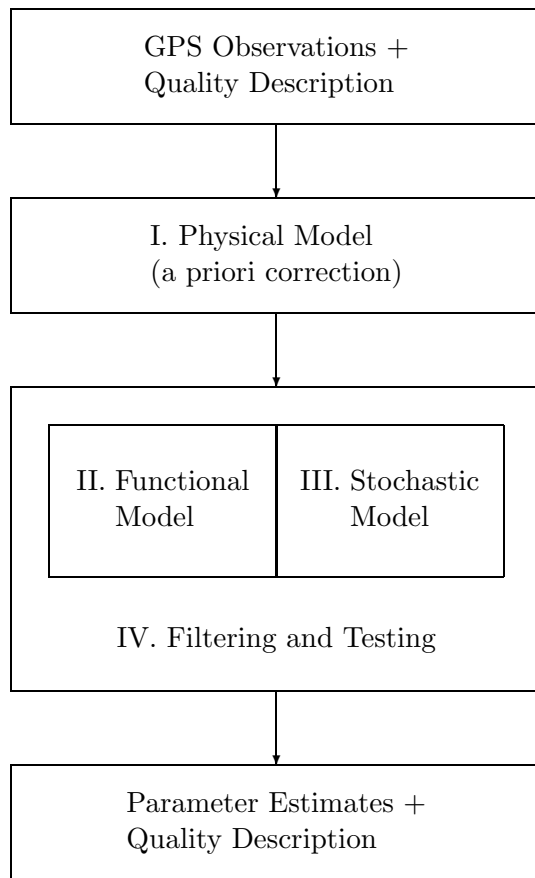 GPS Observations +
Quality Description
I. Physical Model
(a priori correction)
II. Functional
Model
III. Stochastic
Model
IV. Filtering and Testing
Parameter Estimates +
Quality Description